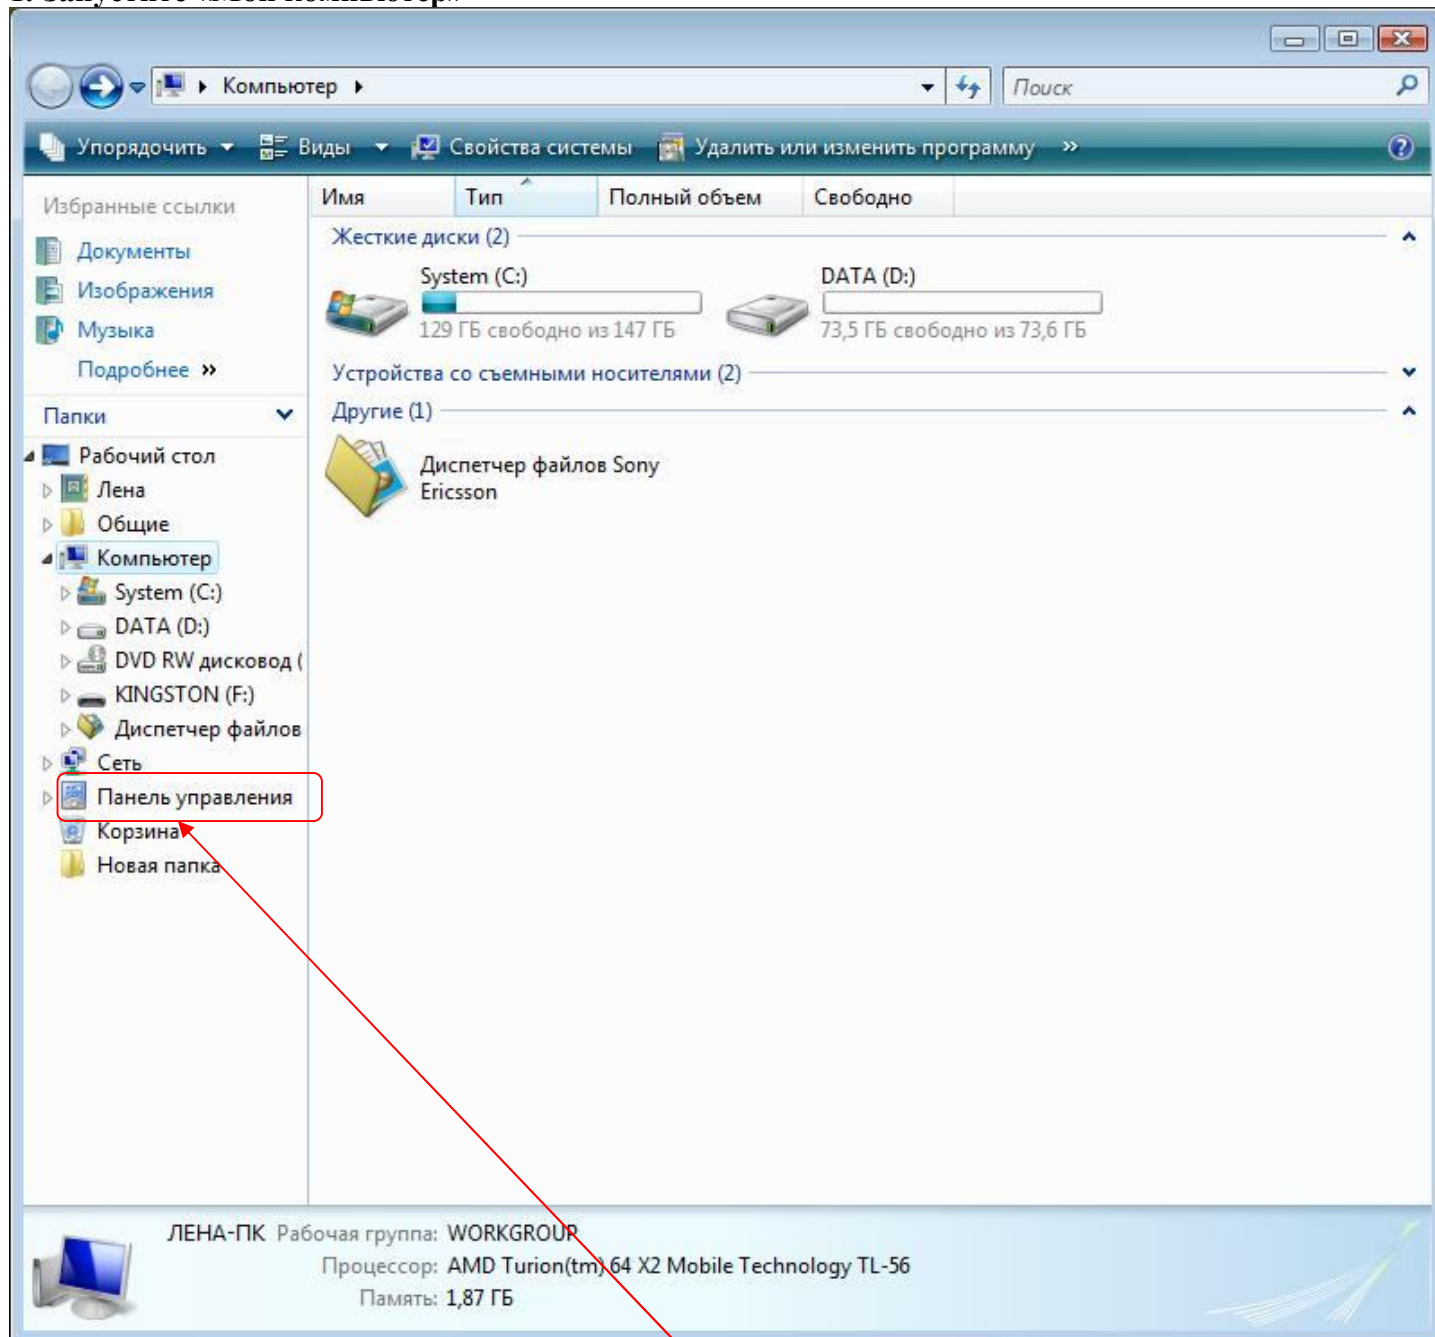 1. Запустите «Мой компьютер»
Компьютер
Поиск
Упорядочить Виды Свойства системы Удалить или изменить программу »
Избранные ссылки
Документы
Изображения
Музыка
Подробнее »
Папки
Рабочий стол
Лена
Общие
Компьютер
System (C:)
DATA (D:)
DVD RW дисковод (
KINGSTON (F:)
Диспетчер файлов
Сеть
Панель управления
Корзина
Новая папка
Имя Тип Полный объем Свободно
Жесткие диски (2)
System (C:)
129 ГБ свободно из 147 ГБ
DATA (D:)
73,5 ГБ свободно из 73,6 ГБ
Устройства со съемными носителями (2)
Другие (1)
Диспетчер файлов Sony
Ericsson
ЛЕНА-ПК Рабочая группа: WORKGROUP
Процессор: AMD Turion(tm) 64 X2 Mobile Technology TL-56
Память: 1,87 ГБ